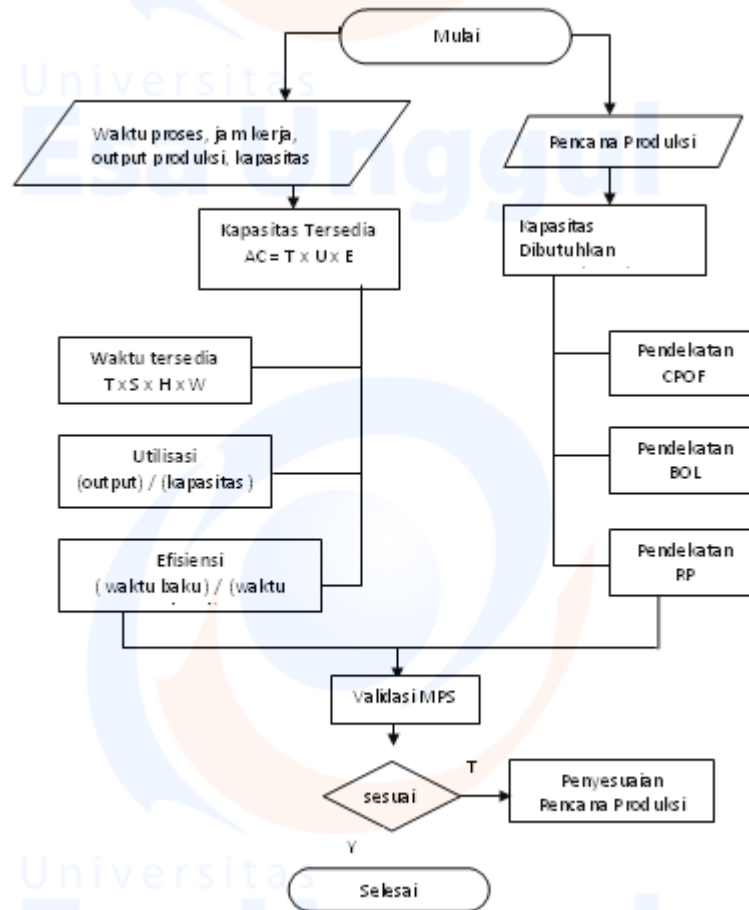 Mulai
Universitas
Esa Unggul
Waktu proses, jam kerja,
output produksi, kapasitas
Rencana Produksi
Kapasitas Tersedia
AC = T x U x E
Kapasitas
Dibutuhkan
Waktu tersedia
T x S x H x W
Pendekatan
CPOF
Utilisasi
(output) / (kapasitas)
Pendekatan
BOL
Efisiensi
( waktu baku) / (waktu
Pendekatan
RP
Validasi MPS
T
sesuai
Penyesuaian
Rencana Produksi
Y
Universitas
Selesai